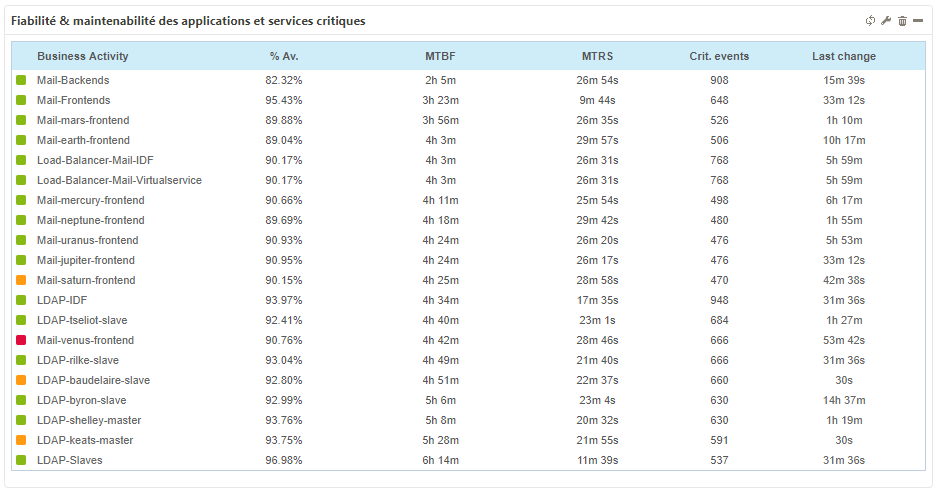 Fiabilité & maintenabilité des applications et services critiques
Business Activity % Av. MTBF MTRS Crit. events Last change
Mail-Backends 82.32% 2h 5m 26m 54s 908 15m 39s
Mail-Frontends 95.43% 3h 23m 9m 44s 648 33m 12s
Mail-mars-frontend 89.88% 3h 56m 26m 35s 526 1h 10m
Mail-earth-frontend 89.04% 4h 3m 29m 57s 506 10h 17m
Load-Balancer-Mail-IDF 90.17% 4h 3m 26m 31s 768 5h 59m
Load-Balancer-Mail-Virtualservice 90.17% 4h 3m 26m 31s 768 5h 59m
Mail-mercury-frontend 90.66% 4h 11m 25m 54s 498 6h 17m
Mail-neptune-frontend 89.69% 4h 18m 29m 42s 480 1h 55m
Mail-uranus-frontend 90.93% 4h 24m 26m 20s 476 5h 53m
Mail-jupiter-frontend 90.95% 4h 24m 26m 17s 476 33m 12s
Mail-saturn-frontend 90.15% 4h 25m 28m 58s 470 42m 38s
LDAP-IDF 93.97% 4h 34m 17m 35s 948 31m 36s
LDAP-tseliot-slave 92.41% 4h 40m 23m 1s 684 1h 27m
Mail-venus-frontend 90.76% 4h 42m 28m 46s 666 53m 42s
LDAP-rilke-slave 93.04% 4h 49m 21m 40s 666 31m 36s
LDAP-baudelaire-slave 92.80% 4h 51m 22m 37s 660 30s
LDAP-byron-slave 92.99% 5h 6m 23m 4s 630 14h 37m
LDAP-shelley-master 93.76% 5h 8m 20m 32s 630 1h 19m
LDAP-keats-master 93.75% 5h 28m 21m 55s 591 30s
LDAP-Slaves 96.98% 6h 14m 11m 39s 537 31m 36s